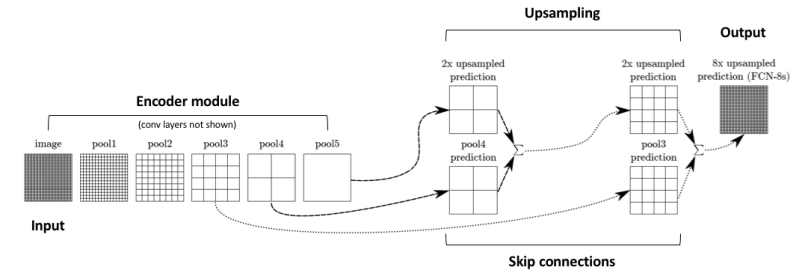 Upsampling
Output
2x upsampled
prediction
2x upsampled
prediction
8x upsampled
prediction (FCN-8s)
Encoder module
(conv layers not shown)
image
pool1
pool2
pool3
pool4
pool5
pool4
prediction
∑
pool3
prediction
∑
Input
Skip connections